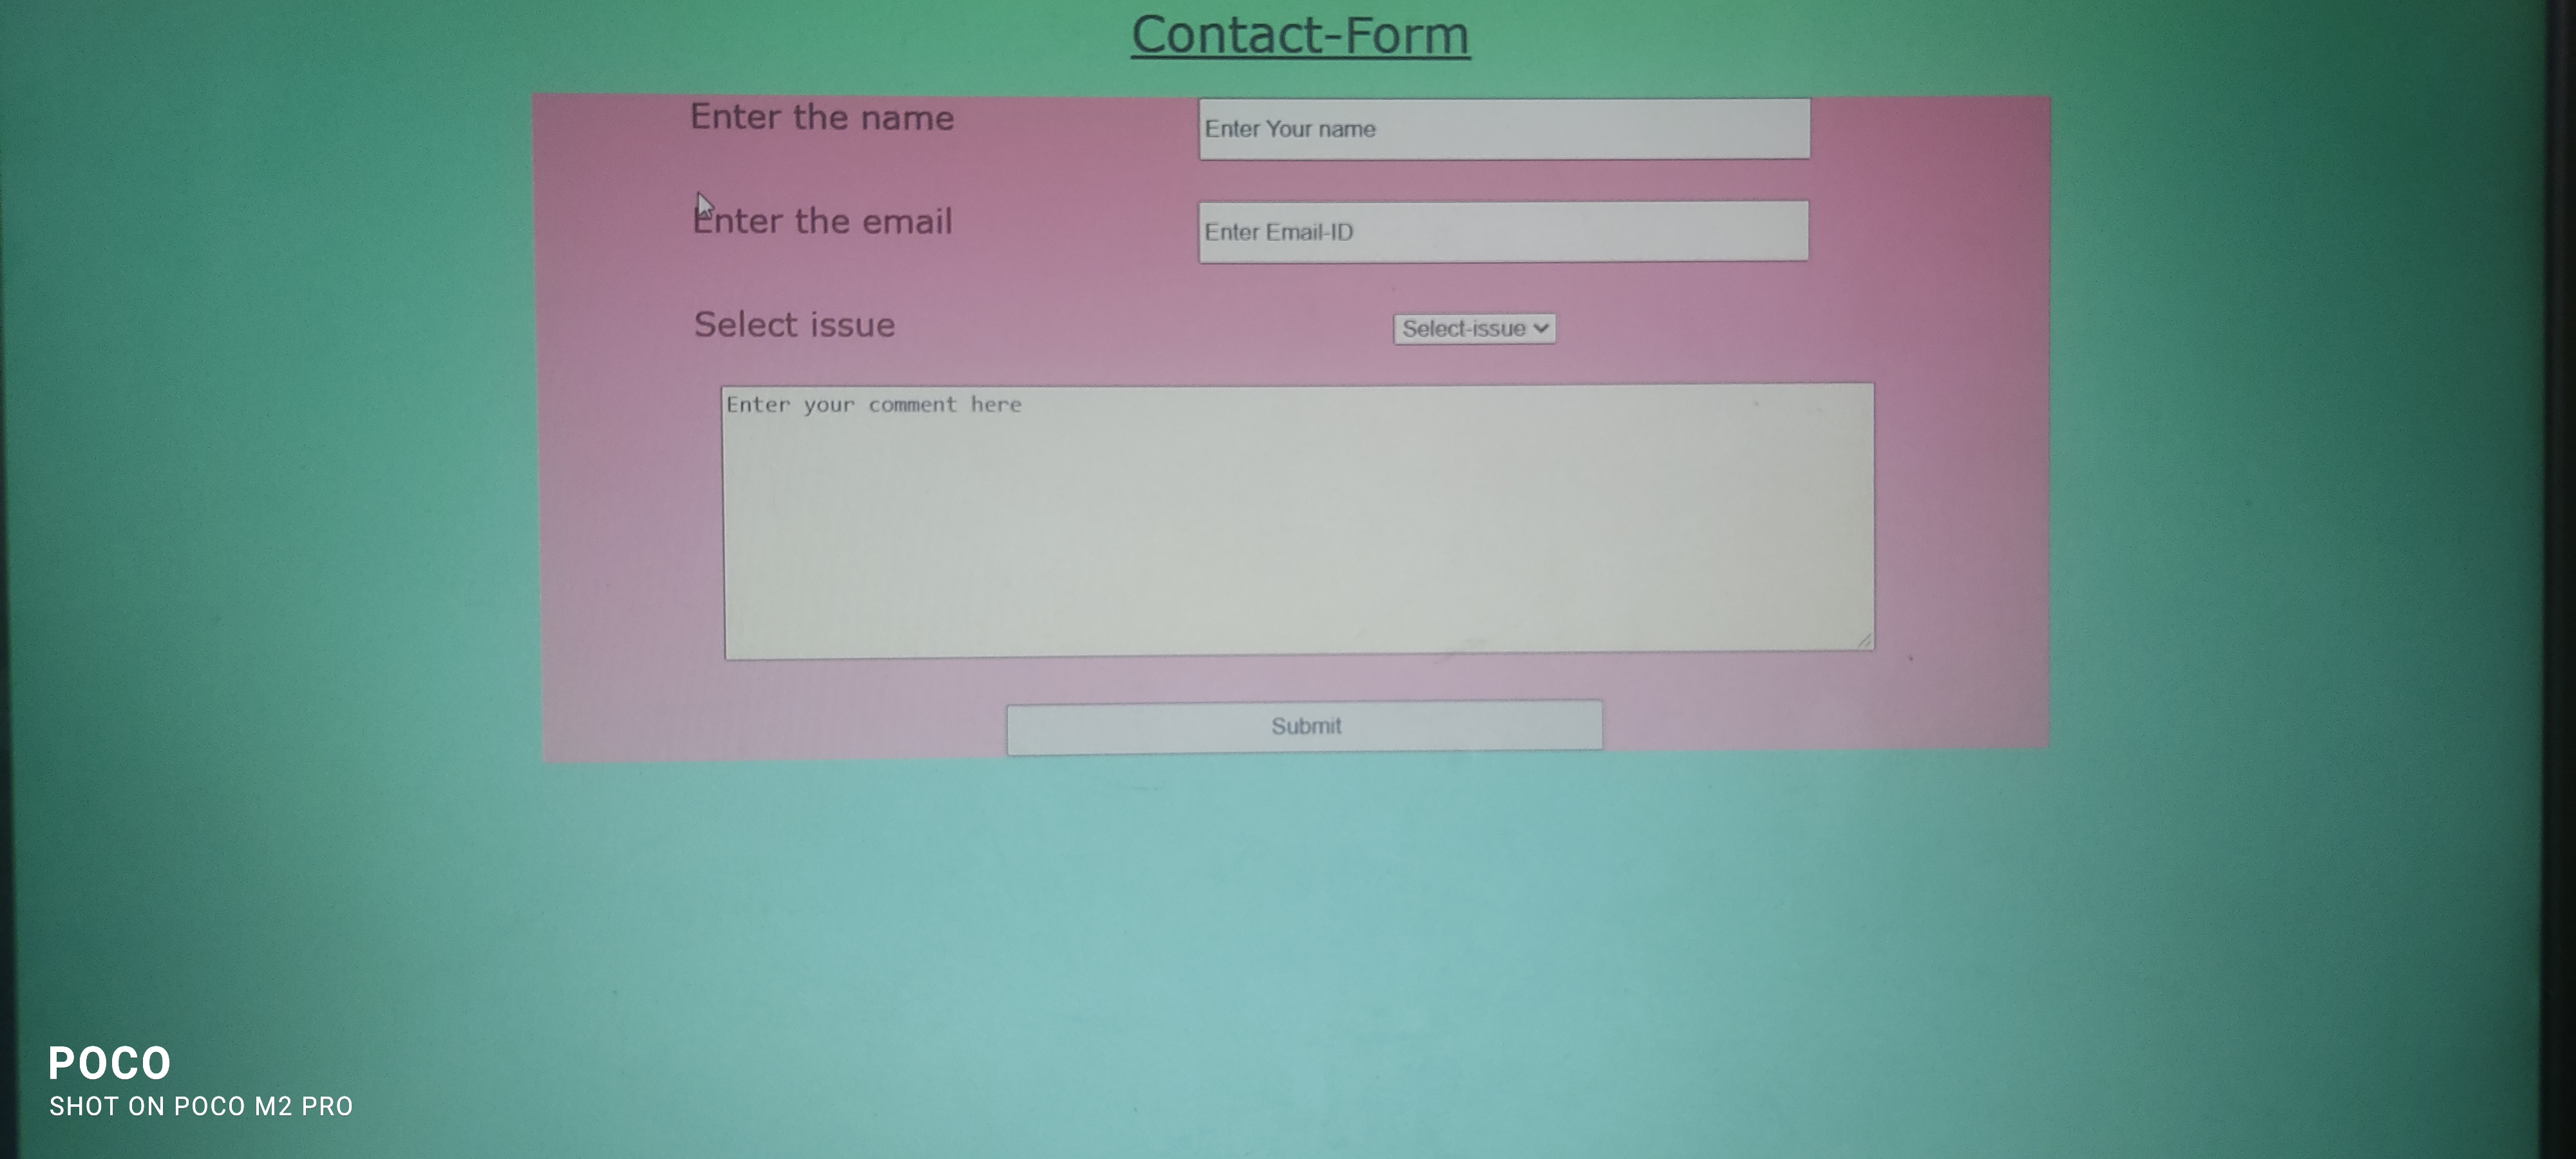 Contact-Form
Enter the name
Enter Your name
Enter the email
Enter Email-ID
Select issue
Select-issue
Enter your comment here
Submit
POCO
SHOT ON POCO M2 PRO